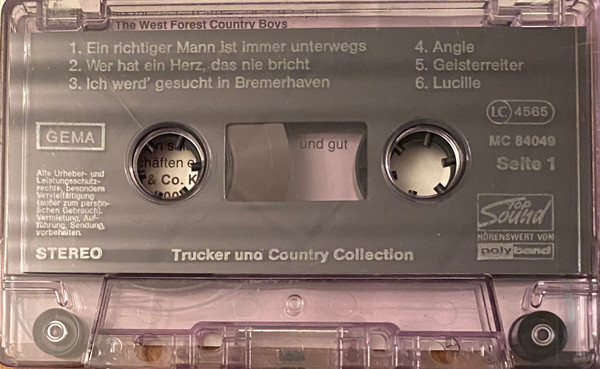 The West Forest Country Boys
1. Ein richtiger Mann ist immer unterwegs
2. Wer hat ein Herz, das nie bricht
3. Ich werd' gesucht in Bremerhaven
4. Angie
5. Geisterreiter
6. Lucille
LC 4565
GEMA
MC 84049
Seite 1
und gut
chäften e
& Co. K
Alle Urheber- und
Leistungsschutz-
rechte, besonders
Vervielfältigung
(außer zum persön-
lichen Gebrauch),
Vermietung, Auf-
führung, Sendung,
vorbehalten.
TOP
Sound
HÖRENSWERT VON
polyband
STEREO
Trucker und Country Collection